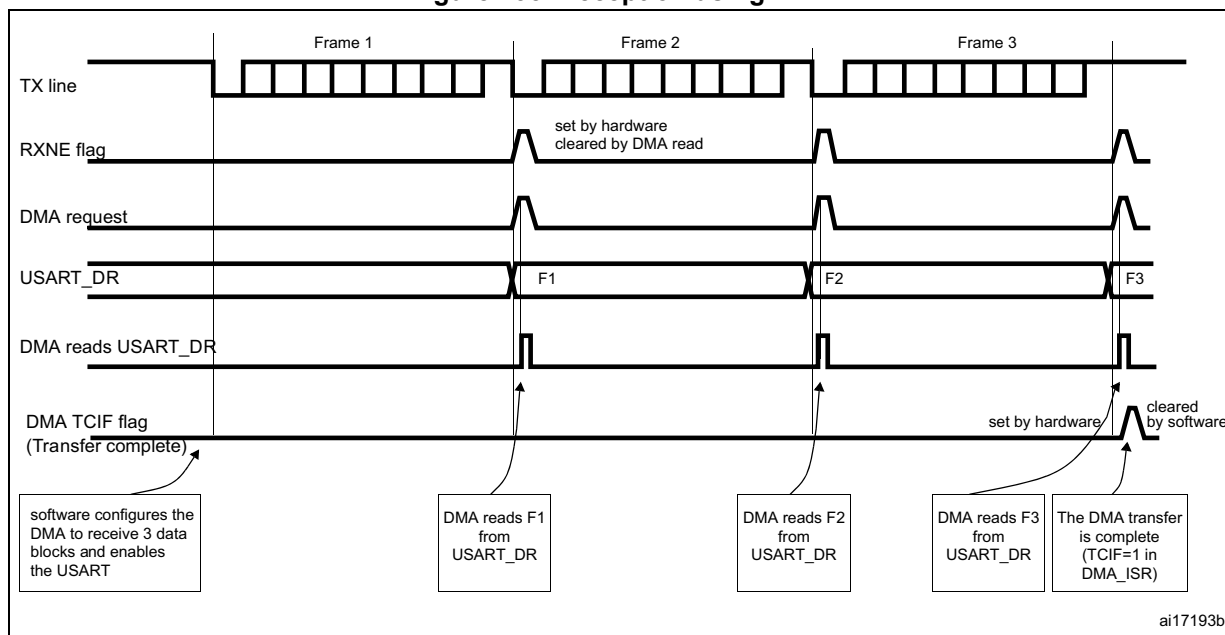 Frame 1
Frame 2
Frame 3
TX line
set by hardware
cleared by DMA read
RXNE flag
DMA request
USART_DR
F1
F2
F3
DMA reads USART_DR
DMA TCIF flag
(Transfer complete)
set by hardware
cleared
by software
software configures the
DMA to receive 3 data
blocks and enables
the USART
DMA reads F1
from
USART_DR
DMA reads F2
from
USART_DR
DMA reads F3
from
USART_DR
The DMA transfer
is complete
(TCIF=1 in
DMA_ISR)
ai17193b